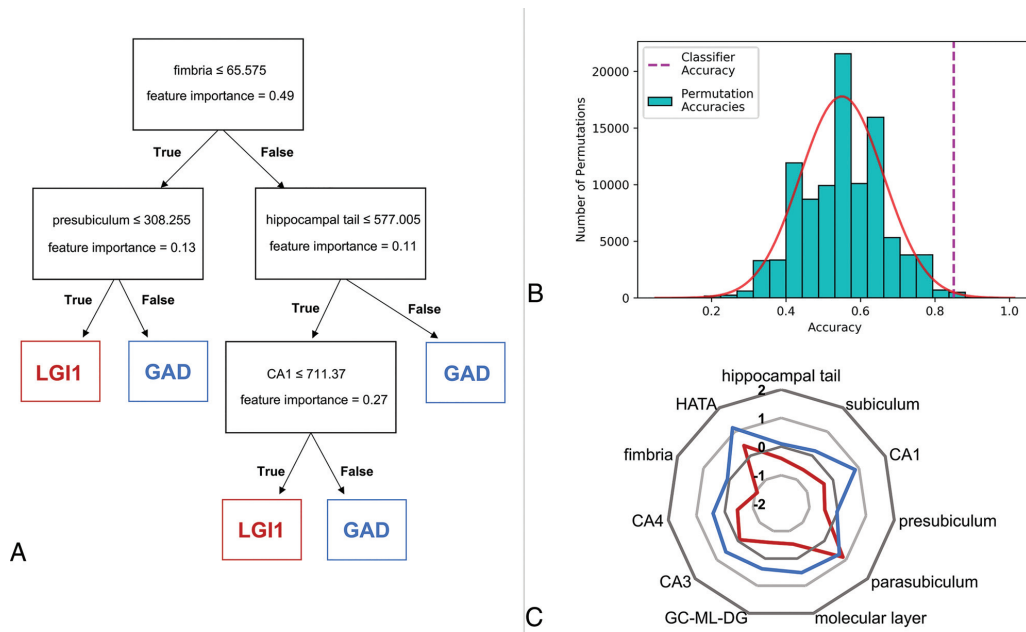 fimbria ≤ 65.575
feature importance = 0.49
True
False
presubiculum ≤ 308.255
feature importance = 0.13
hippocampal tail ≤ 577.005
feature importance = 0.11
True
False
True
False
LGI1
GAD
CA1 ≤ 711.37
feature importance = 0.27
GAD
True
False
LGI1
GAD
A
Classifier
Accuracy
Permutation
Accuracies
Number of Permutations
20000
15000
10000
5000
0
0.2
0.4
0.6
0.8
1.0
Accuracy
B
hippocampal tail
subiculum
CA1
presubiculum
parasubiculum
molecular layer
GC-ML-DG
CA3
CA4
fimbria
HATA
2
1
0
-1
-2
C